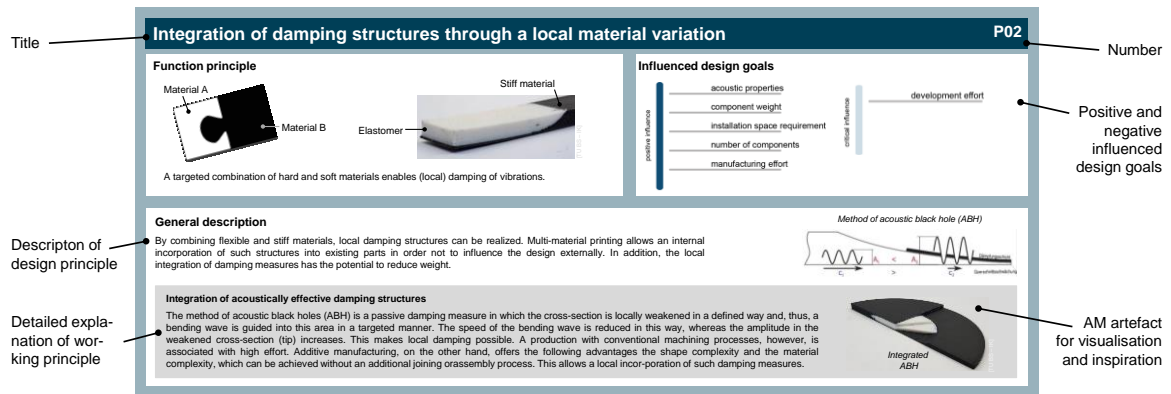 Title
Integration of damping structures through a local material variation
P02
Number
Function principle
Material A
Material B
Stiff material
Elastomer
A targeted combination of hard and soft materials enables (local) damping of vibrations.
Influenced design goals
positive influence
acoustic properties
component weight
installation space requirement
number of components
manufacturing effort
critical influence
development effort
Positive and
negative
influenced
design goals
Descripton of
design principle
General description
By combining flexible and stiff materials, local damping structures can be realized. Multi-material printing allows an internal
incorporation of such structures into existing parts in order not to influence the design externally. In addition, the local
integration of damping measures has the potential to reduce weight.
Method of acoustic black hole (ABH)
A₁ < A₂
c₁ > c₂
Detailed expla-
nation of wor-
king principle
Integration of acoustically effective damping structures
The method of acoustic black holes (ABH) is a passive damping measure in which the cross-section is locally weakened in a defined way and, thus, a
bending wave is guided into this area in a targeted manner. The speed of the bending wave is reduced in this way, whereas the amplitude in the
weakened cross-section (tip) increases. This makes local damping possible. A production with conventional machining processes, however, is
associated with high effort. Additive manufacturing, on the other hand, offers the following advantages the shape complexity and the material
complexity, which can be achieved without an additional joining orassembly process. This allows a local incor-poration of such damping measures.
Integrated
ABH
AM artefact
for visualisation
and inspiration